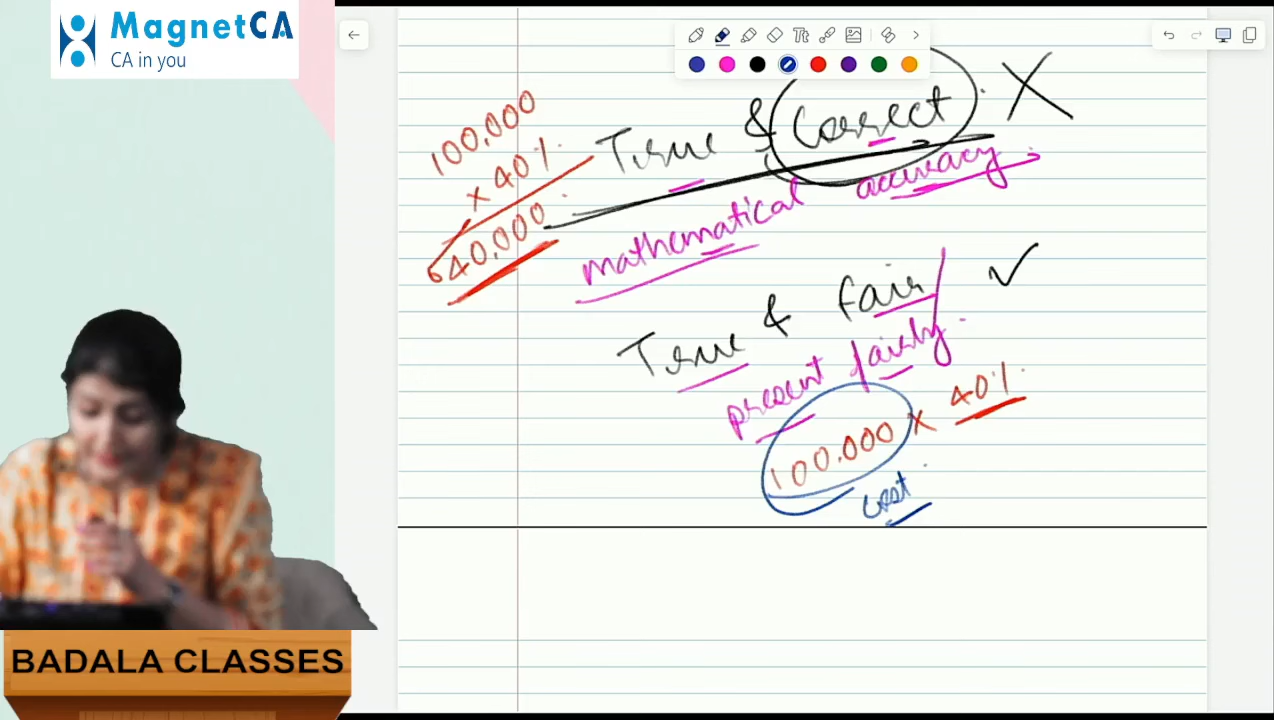 MagnetCA
CA in you
100,000
x 40%
640,000
True & Correct X
mathematical accuracy
True & fair ✓
present fairly
100,000 x 40%
cost
BADALA CLASSES